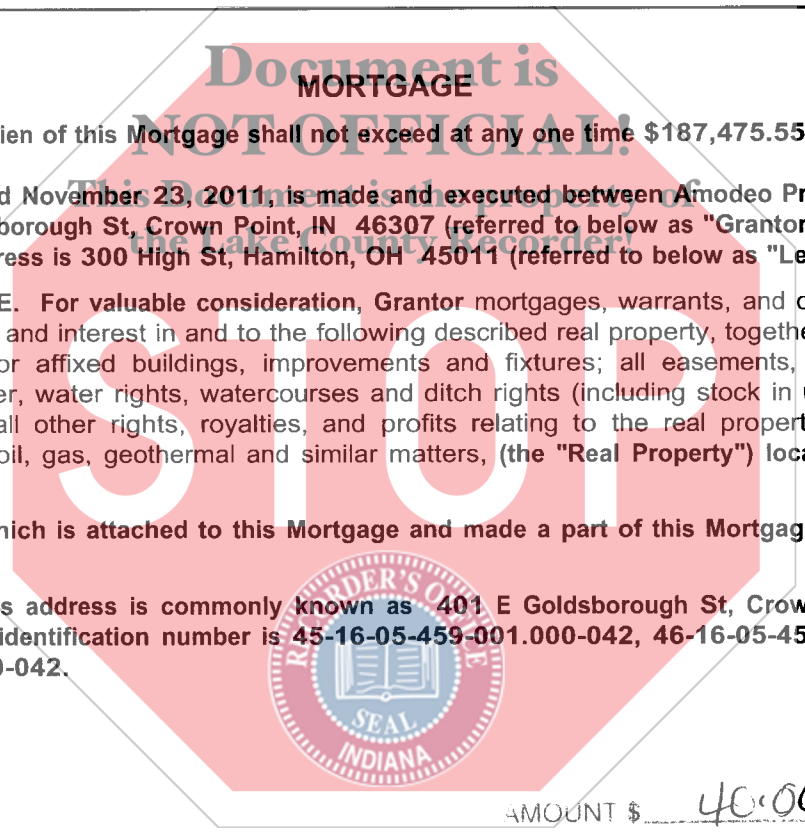 Document is
MORTGAGE
NOT OFFICIAL!
ien of this Mortgage shall not exceed at any one time $187,475.55
This Document is the property of
d November 23, 2011, is made and executed between Amodeo Pr
the Lake County Recorder!
borough St, Crown Point, IN 46307 (referred to below as "Grantor
ress is 300 High St, Hamilton, OH 45011 (referred to below as "Le
E. For valuable consideration, Grantor mortgages, warrants, and c
and interest in and to the following described real property, togethe
or affixed buildings, improvements and fixtures; all easements,
er, water rights, watercourses and ditch rights (including stock in
all other rights, royalties, and profits relating to the real propert
oil, gas, geothermal and similar matters, (the "Real Property") loca
STOP
hich is attached to this Mortgage and made a part of this Mortgag
s address is commonly known as 401 E Goldsborough St, Crow
identification number is 45-16-05-459-001.000-042, 46-16-05-45
0-042.
RECORDER'S OFFICE
SEAL
INDIANA
AMOUNT $ 40.00